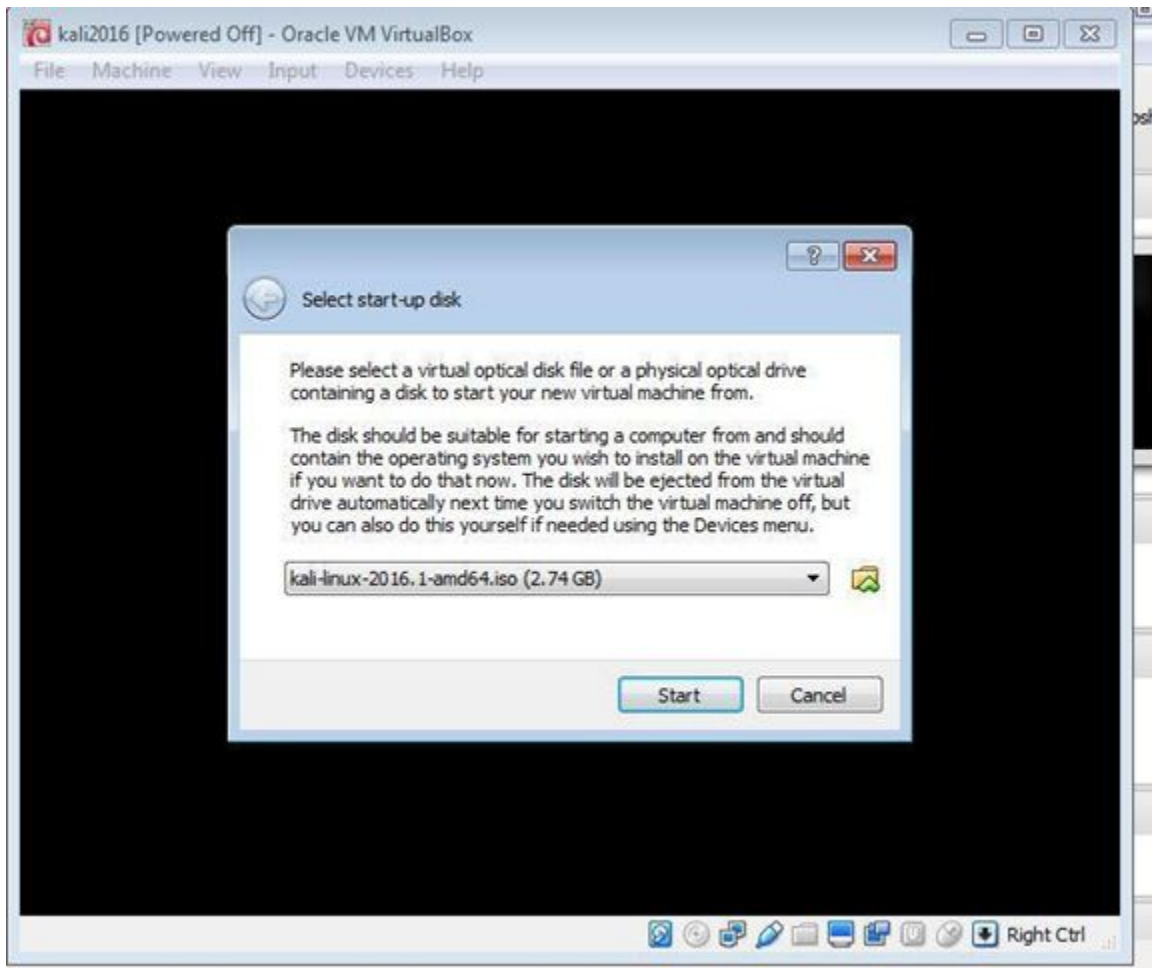 kali2016 [Powered Off] - Oracle VM VirtualBox
File Machine View Input Devices Help
Select start-up disk
Please select a virtual optical disk file or a physical optical drive
containing a disk to start your new virtual machine from.
The disk should be suitable for starting a computer from and should
contain the operating system you wish to install on the virtual machine
if you want to do that now. The disk will be ejected from the virtual
drive automatically next time you switch the virtual machine off, but
you can also do this yourself if needed using the Devices menu.
kali-linux-2016.1-amd64.iso (2.74 GB)
Start Cancel
Right Ctrl